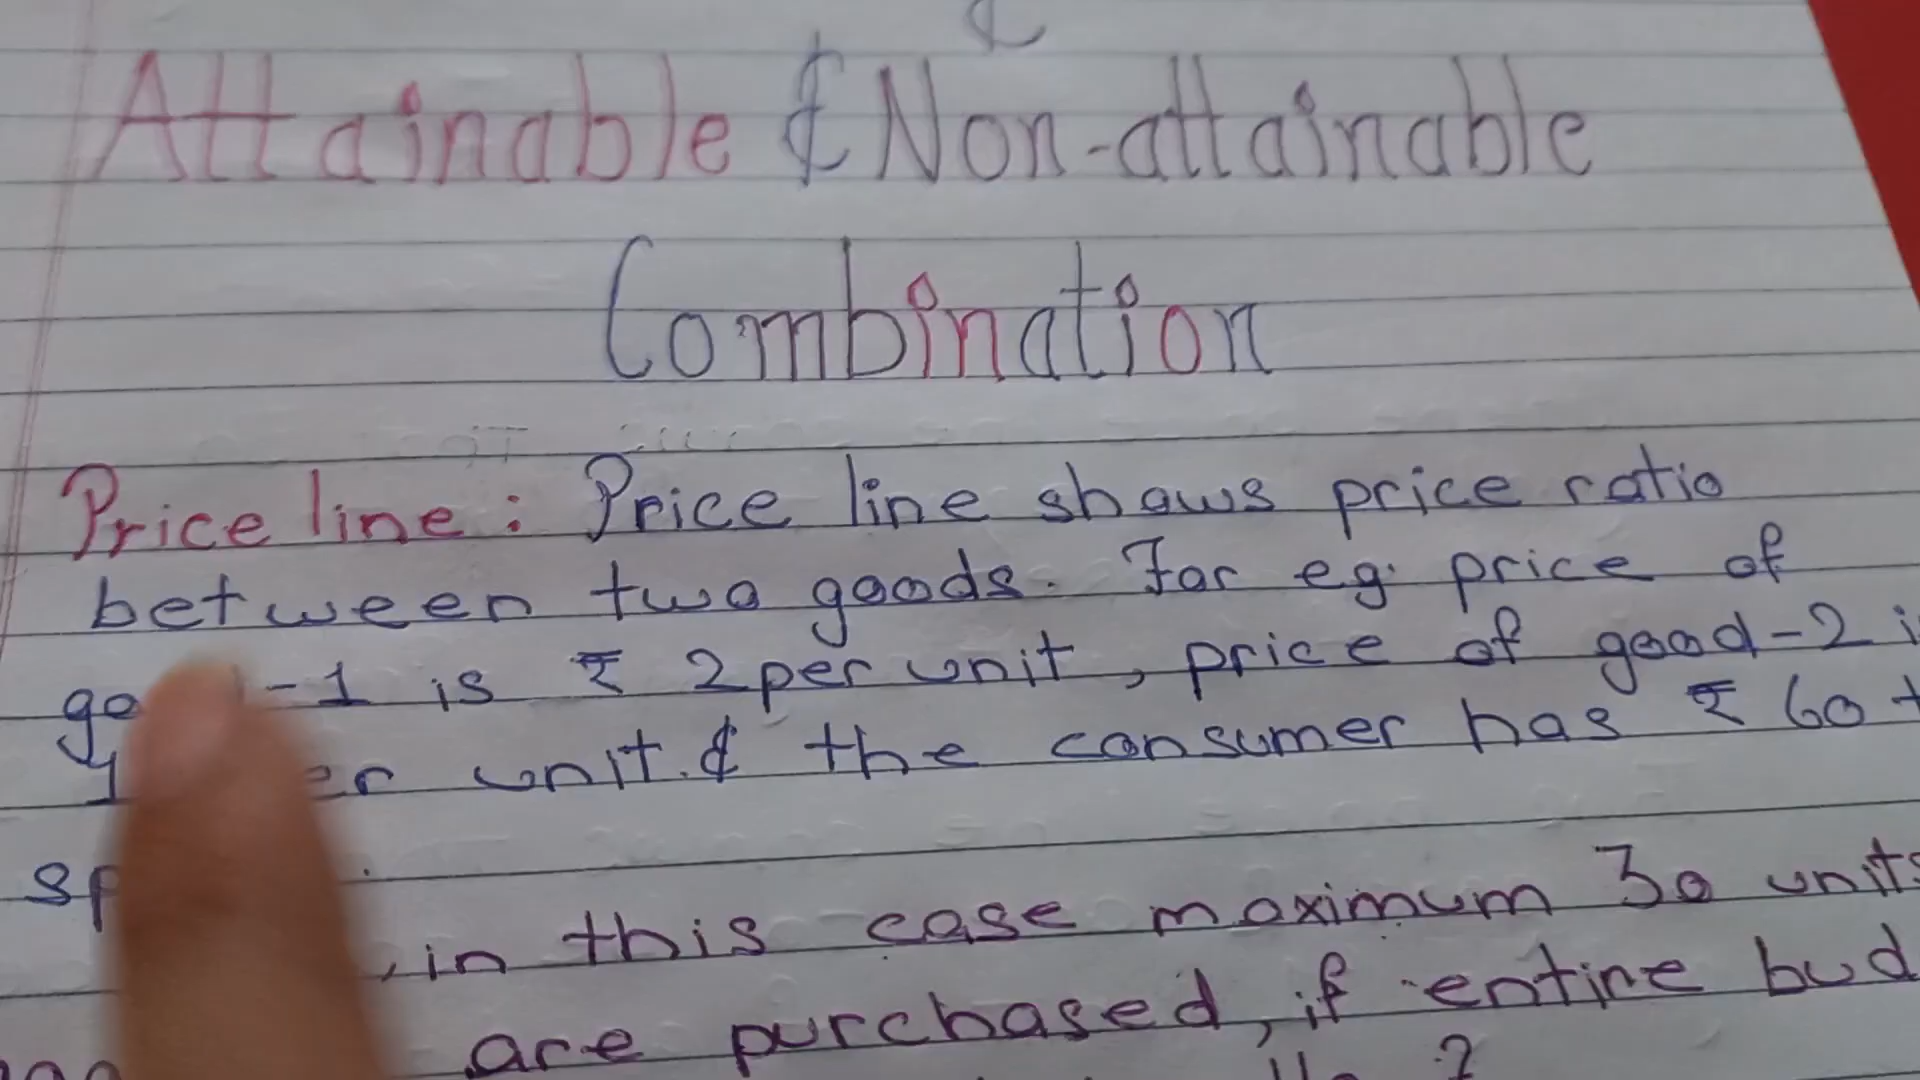 Attainable & Non-attainable
Combination
Price line: Price line shows price ratio
between two goods. For eg. price of
-1 is ₹ 2 per unit, price of good-2
unit. & the consumer has ₹ 60
, in this case maximum 30 units
are purchased, if entire